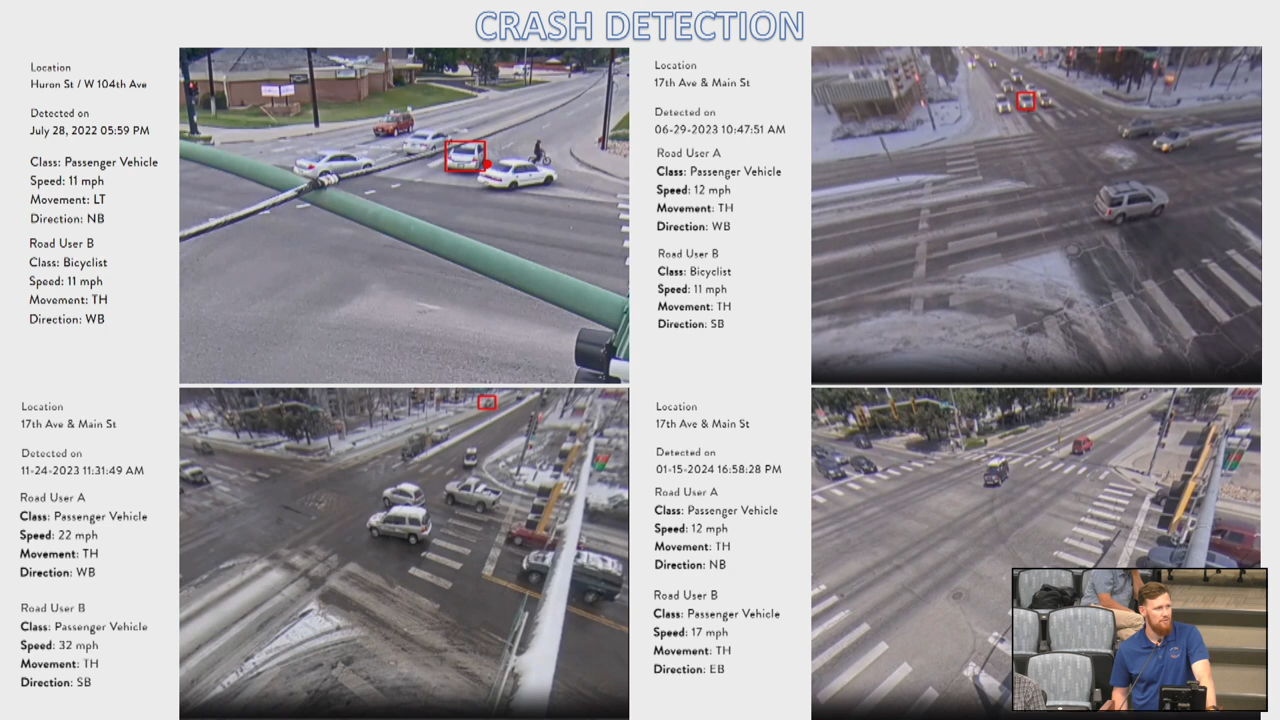 CRASH DETECTION
Location
Huron St / W 104th Ave
Detected on
July 28, 2022 05:59 PM
Class: Passenger Vehicle
Speed: 11 mph
Movement: LT
Direction: NB
Road User B
Class: Bicyclist
Speed: 11 mph
Movement: TH
Direction: WB
Location
17th Ave & Main St
Detected on
06-29-2023 10:47:51 AM
Road User A
Class: Passenger Vehicle
Speed: 12 mph
Movement: TH
Direction: WB
Road User B
Class: Bicyclist
Speed: 11 mph
Movement: TH
Direction: SB
Location
17th Ave & Main St
Detected on
11-24-2023 11:31:49 AM
Road User A
Class: Passenger Vehicle
Speed: 22 mph
Movement: TH
Direction: WB
Road User B
Class: Passenger Vehicle
Speed: 32 mph
Movement: TH
Direction: SB
Location
17th Ave & Main St
Detected on
01-15-2024 16:58:28 PM
Road User A
Class: Passenger Vehicle
Speed: 12 mph
Movement: TH
Direction: NB
Road User B
Class: Passenger Vehicle
Speed: 17 mph
Movement: TH
Direction: EB